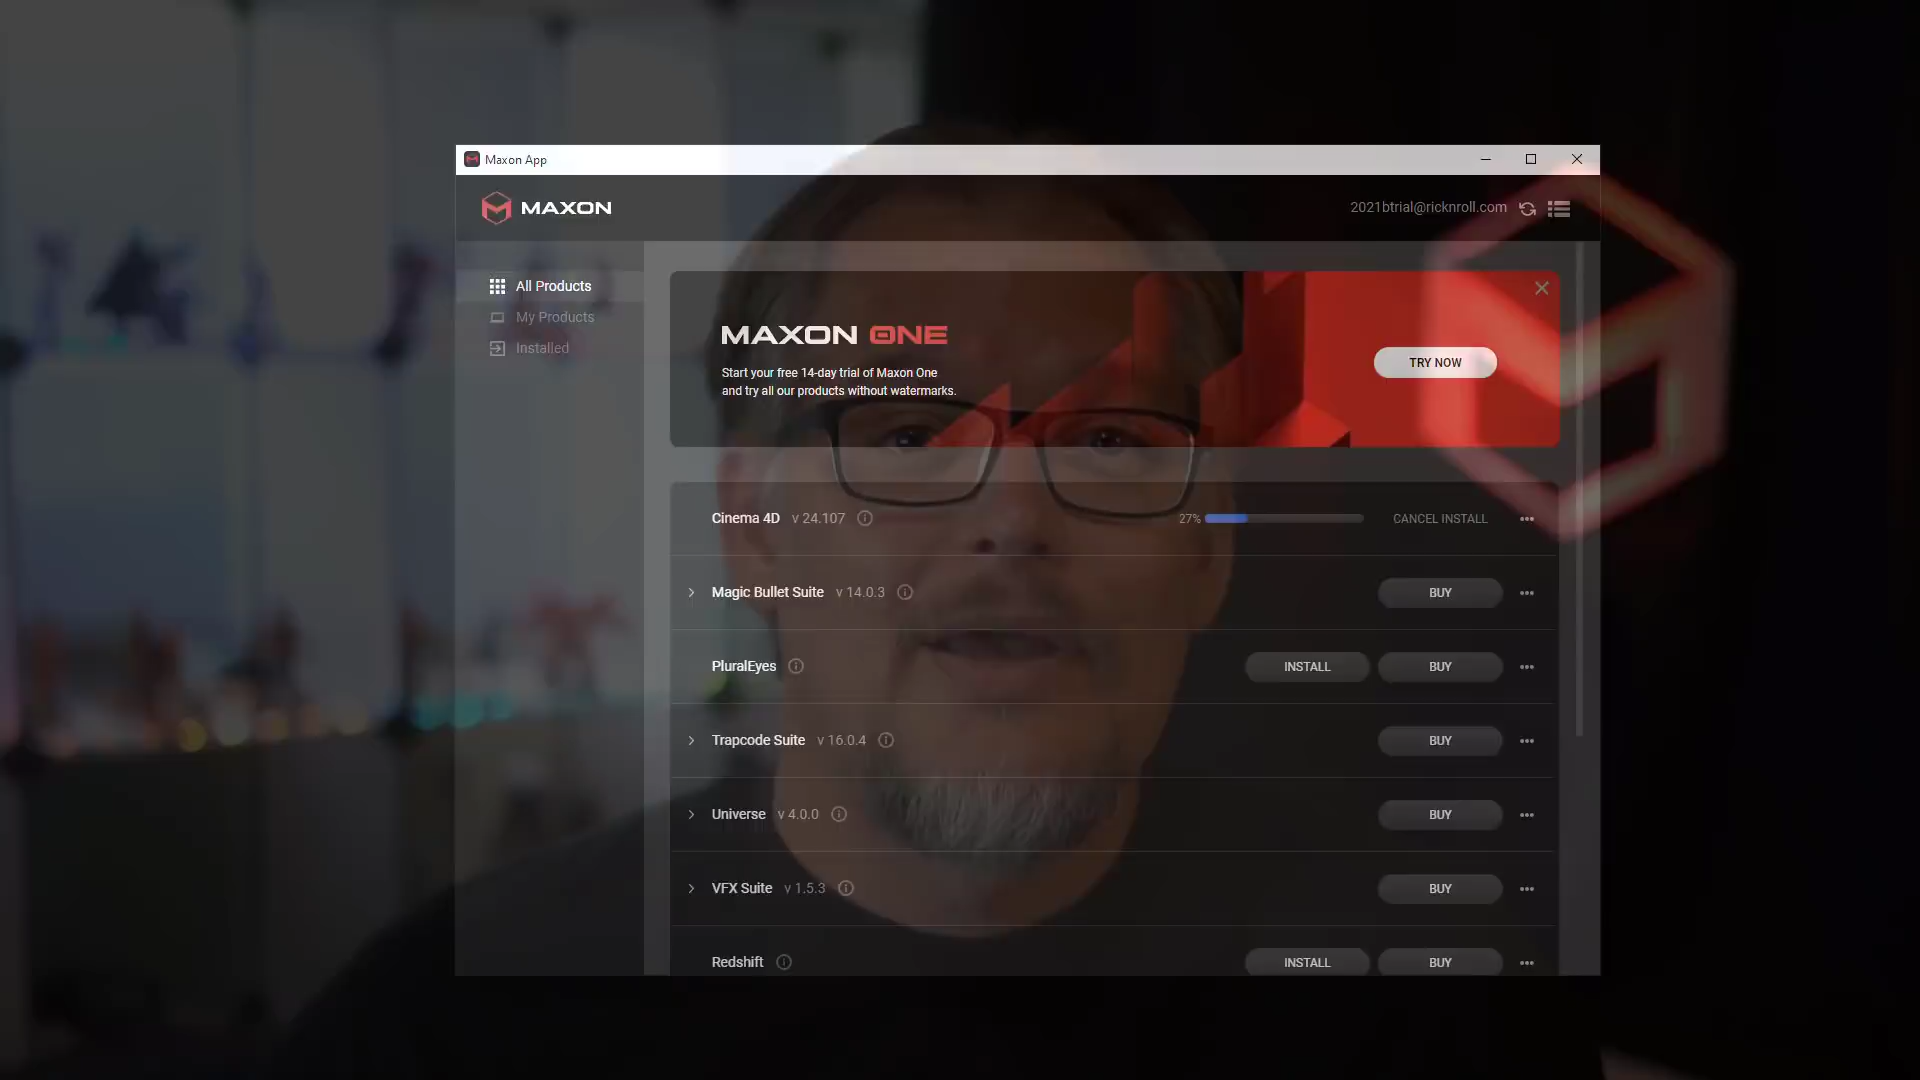 Maxon App
MAXON
2021btrial@ricknroll.com
All Products
My Products
Installed
MAXON ONE
Start your free 14-day trial of Maxon One
and try all our products without watermarks.
TRY NOW
Cinema 4D v 24.107 27% CANCEL INSTALL
Magic Bullet Suite v 14.0.3 BUY
PluralEyes INSTALL BUY
Trapcode Suite v 16.0.4 BUY
Universe v 4.0.0 BUY
VFX Suite v 1.5.3 BUY
Redshift INSTALL BUY